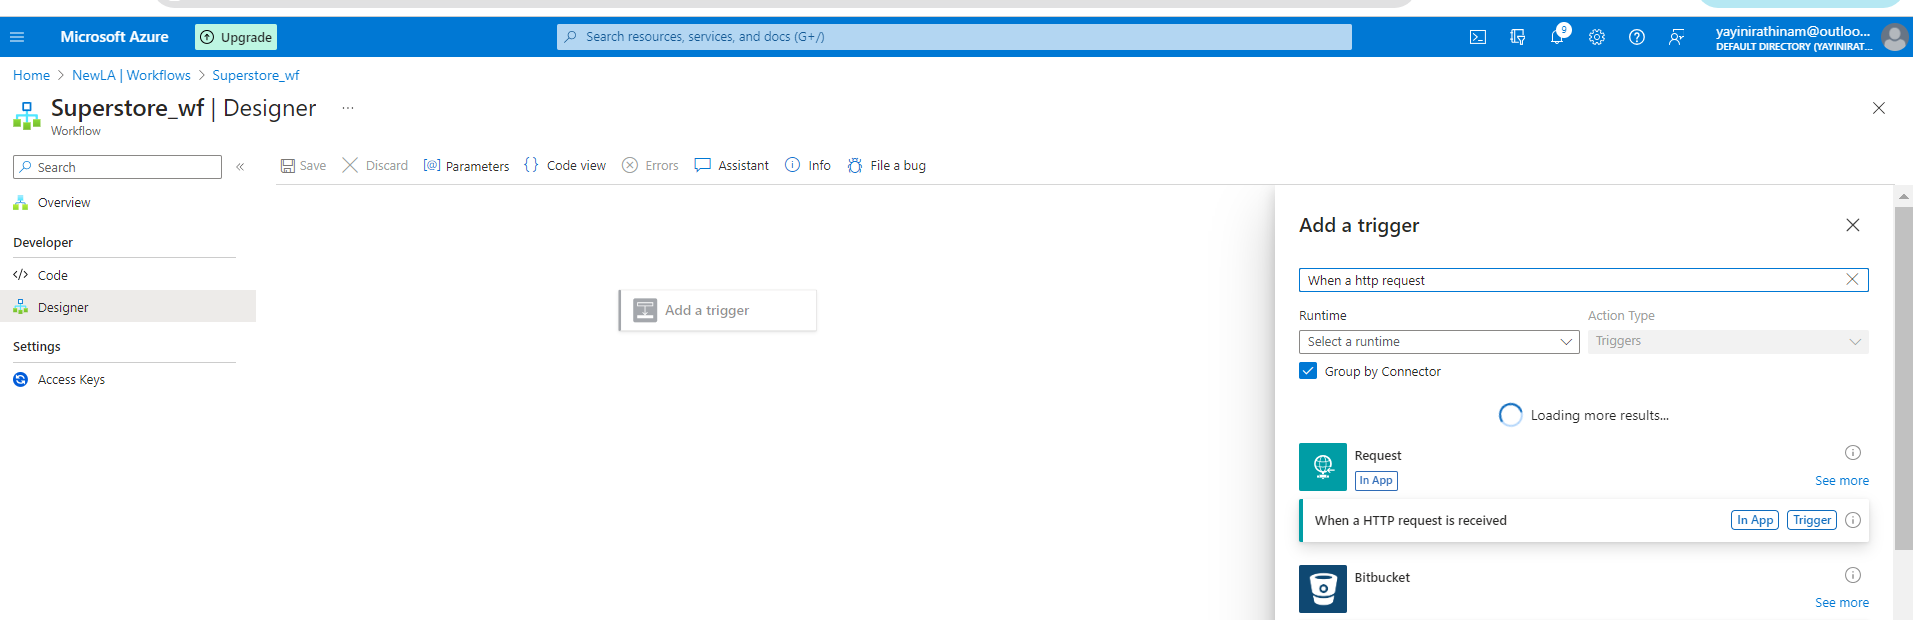 Microsoft Azure
Upgrade
Search resources, services, and docs (G+/)
9
yayinirathinam@outloo...
DEFAULT DIRECTORY (YAYINIRAT...
Home > NewLA | Workflows > Superstore_wf
Superstore_wf | Designer ...
Workflow
Search
«
Save
Discard
Parameters
Code view
Errors
Assistant
Info
File a bug
Overview
Developer
Code
Designer
Settings
Access Keys
Add a trigger
Add a trigger
When a http request
Runtime
Action Type
Select a runtime
Triggers
Group by Connector
Loading more results...
Request
In App
See more
When a HTTP request is received
In App
Trigger
Bitbucket
See more